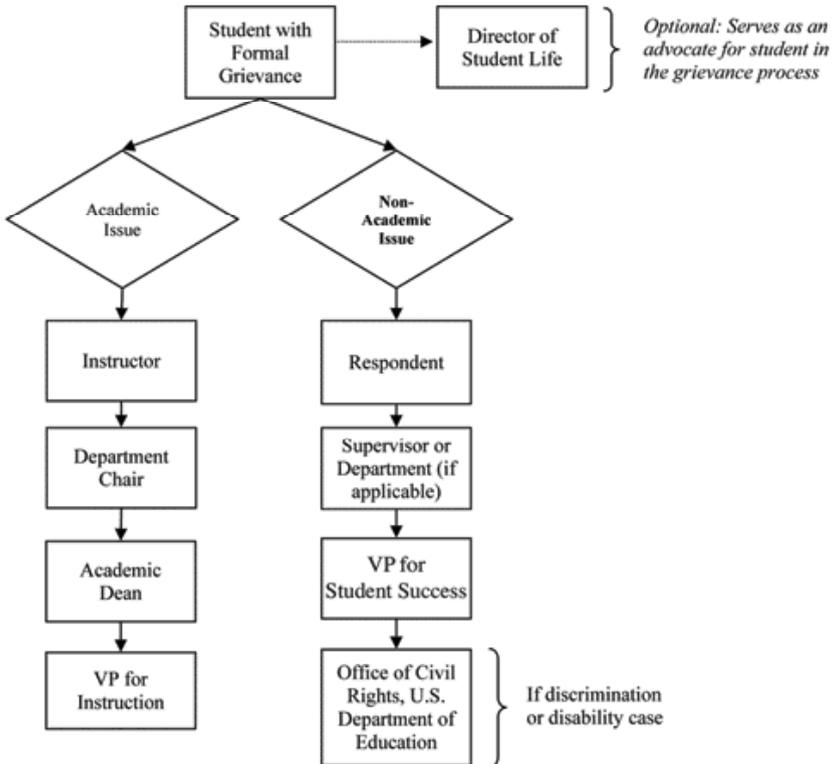 Student with
Formal
Grievance
Director of
Student Life
Optional: Serves as an
advocate for student in
the grievance process
Academic
Issue
Non-
Academic
Issue
Instructor
Respondent
Department
Chair
Supervisor or
Department (if
applicable)
Academic
Dean
VP for
Student Success
VP for
Instruction
Office of Civil
Rights, U.S.
Department of
Education
If discrimination
or disability case